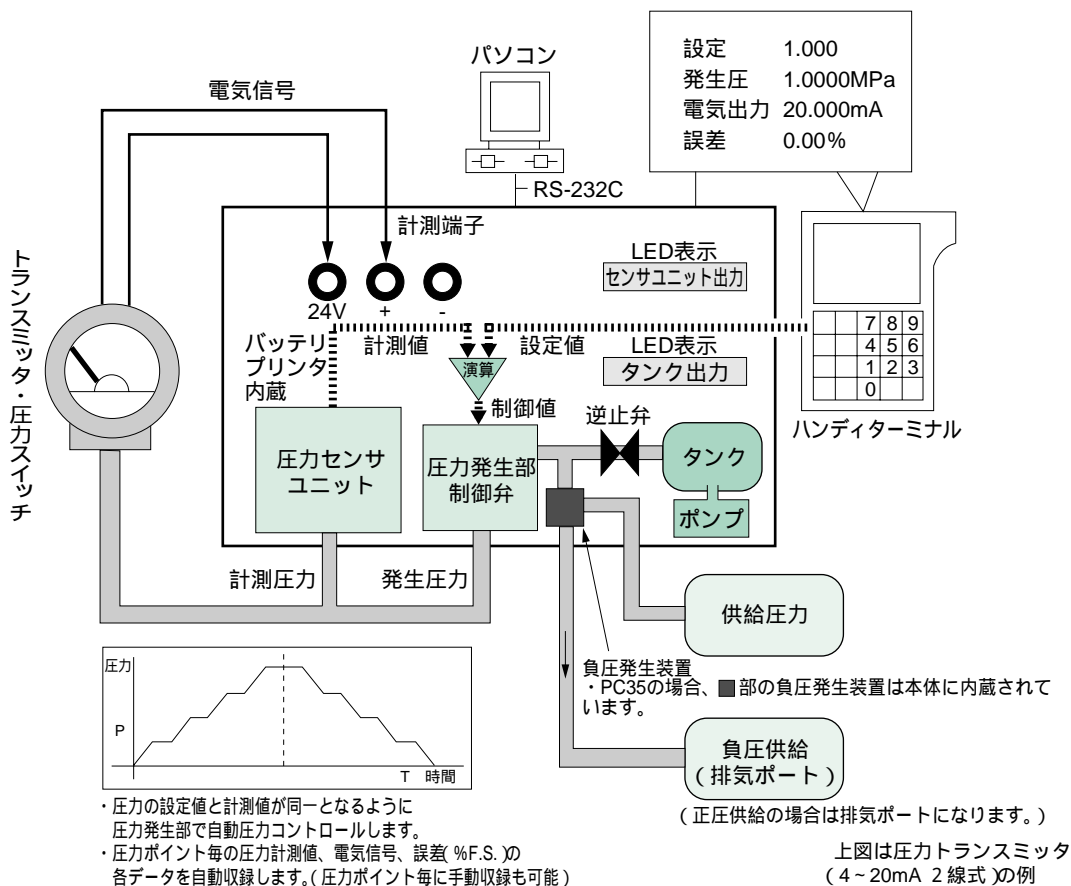 設定 1.000
発生圧 1.0000MPa
電気出力 20.000mA
誤差 0.00%
パソコン
電気信号
RS-232C
計測端子
LED表示
センサユニット出力
24V + -
トランスミッタ・圧力スイッチ
バッテリ
プリンタ
内蔵
計測値
設定値
LED表示
タンク出力
演算
制御値
7 8 9
4 5 6
1 2 3
0
ハンディターミナル
逆止弁
圧力センサ
ユニット
圧力発生部
制御弁
タンク
ポンプ
計測圧力
発生圧力
供給圧力
負圧発生装置
・PC35の場合、■部の負圧発生装置は本体に内蔵されて
います。
負圧供給
(排気ポート)
(正圧供給の場合は排気ポートになります。)
圧力
P
T 時間
・圧力の設定値と計測値が同一となるように
圧力発生部で自動圧力コントロールします。
・圧力ポイント毎の圧力計測値、電気信号、誤差(%F.S.)の
各データを自動収録します。(圧力ポイント毎に手動収録も可能)
上図は圧力トランスミッタ
(4~20mA 2線式)の例